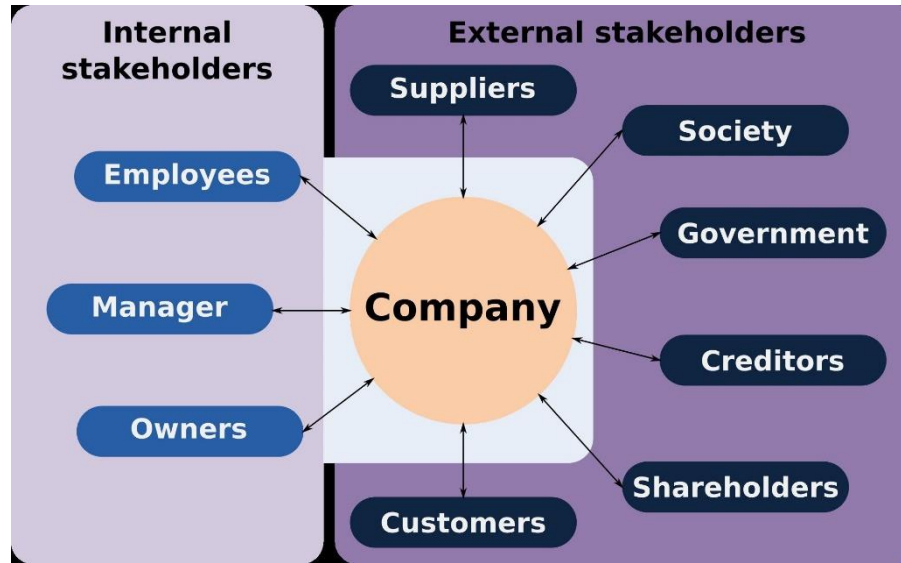 Internal
stakeholders
External stakeholders
Employees
Manager
Owners
Company
Suppliers
Society
Government
Creditors
Shareholders
Customers